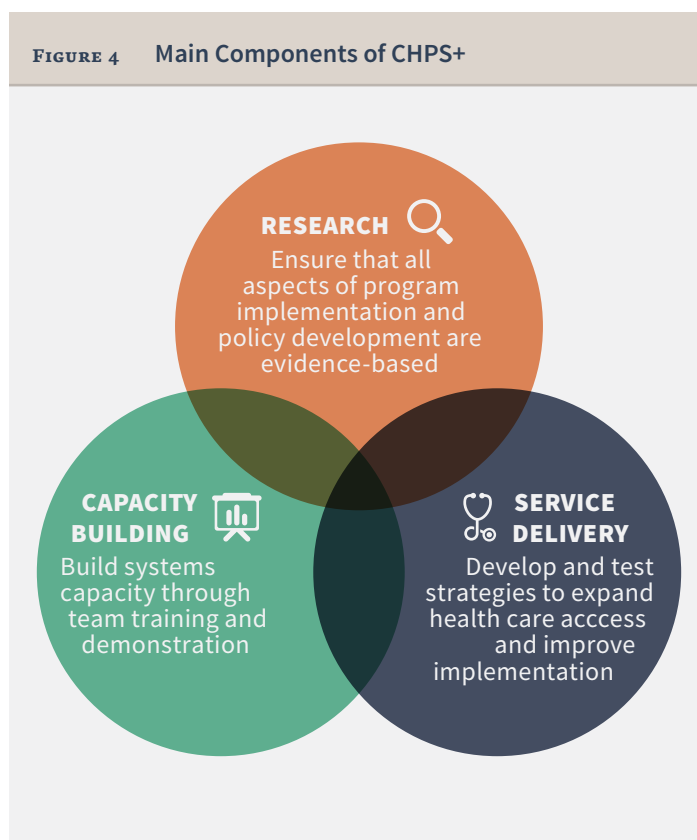 FIGURE 4 Main Components of CHPS+
RESEARCH
Ensure that all
aspects of program
implementation and
policy development are
evidence-based
CAPACITY
BUILDING
Build systems
capacity through
team training and
demonstration
SERVICE
DELIVERY
Develop and test
strategies to expand
health care acccess
and improve
implementation